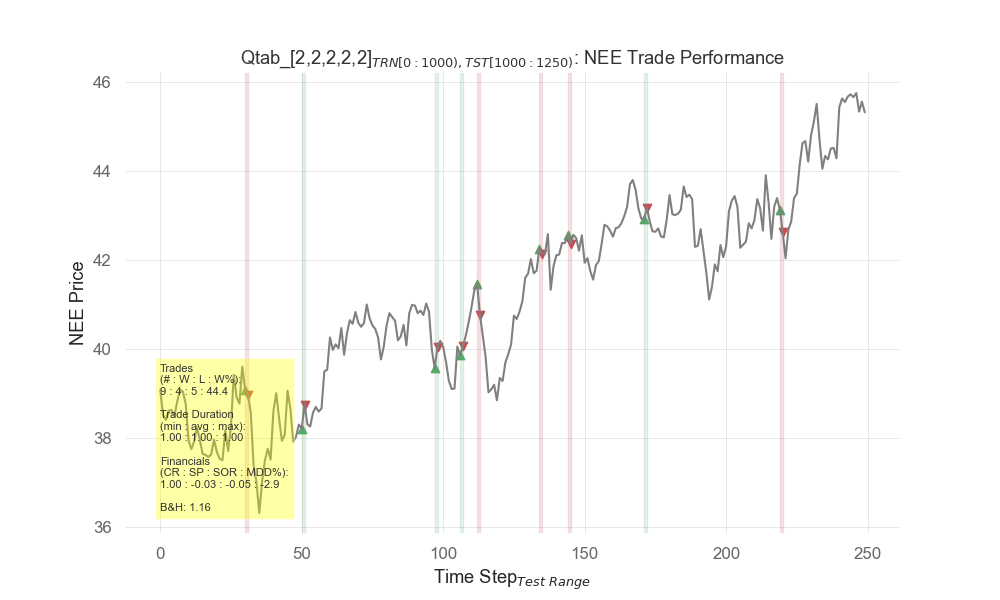 Qtab_[2,2,2,2,2]TRN[0 : 1000), TST[1000 : 1250): NEE Trade Performance
46
44
42
40
38
36
NEE Price
Trades
(# : W : L : W%):
9 : 4 : 5 : 44.4
Trade Duration
(min : avg : max):
1.00 : 1.00 : 1.00
Financials
(CR : SP : SOR : MDD%):
1.00 : -0.03 : -0.05 : -2.9
B&H: 1.16
0 50 100 150 200 250
Time StepTest Range